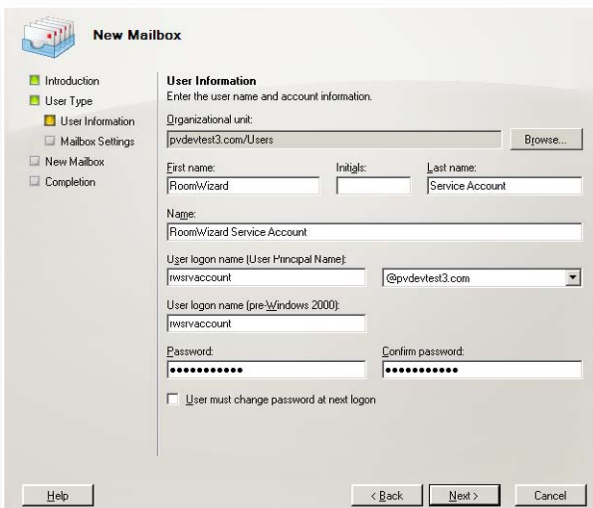 New Mailbox
Introduction
User Type
User Information
Mailbox Settings
New Mailbox
Completion
User Information
Enter the user name and account information.
Organizational unit:
pvdevtest3.com/Users
Browse...
First name: Initials: Last name:
RoomWizard Service Account
Name:
RoomWizard Service Account
User logon name (User Principal Name):
rwsrvaccount @pvdevtest3.com
User logon name (pre-Windows 2000):
rwsrvaccount
Password: Confirm password:
●●●●●●●●●●● ●●●●●●●●●●●
User must change password at next logon
Help < Back Next > Cancel